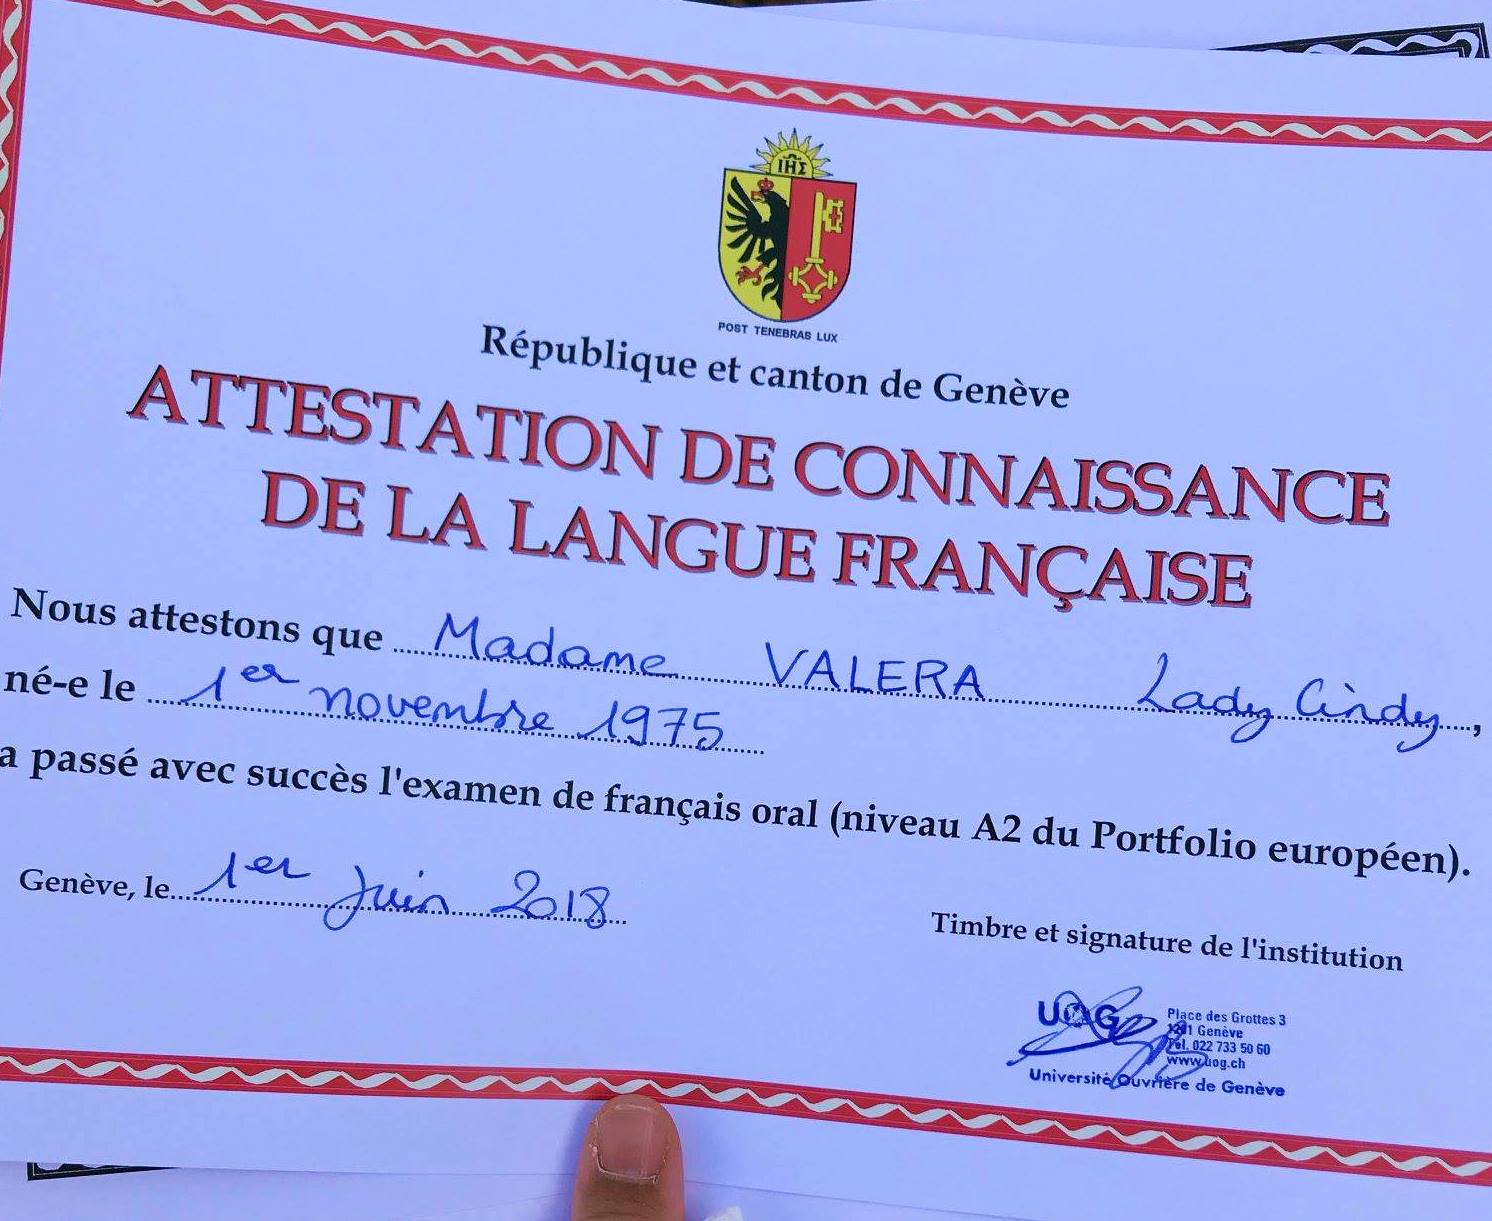 ΙΗΣ
POST TENEBRAS LUX
République et canton de Genève
ATTESTATION DE CONNAISSANCE
DE LA LANGUE FRANÇAISE
Nous attestons que Madame VALERA Lady Cindy,
né-e le 1er novembre 1975
a passé avec succès l'examen de français oral (niveau A2 du Portfolio européen).
Genève, le 1er Juin 2018
Timbre et signature de l'institution
UOG
Place des Grottes 3
1201 Genève
Tél. 022 733 50 60
www.uog.ch
Université Ouvrière de Genève